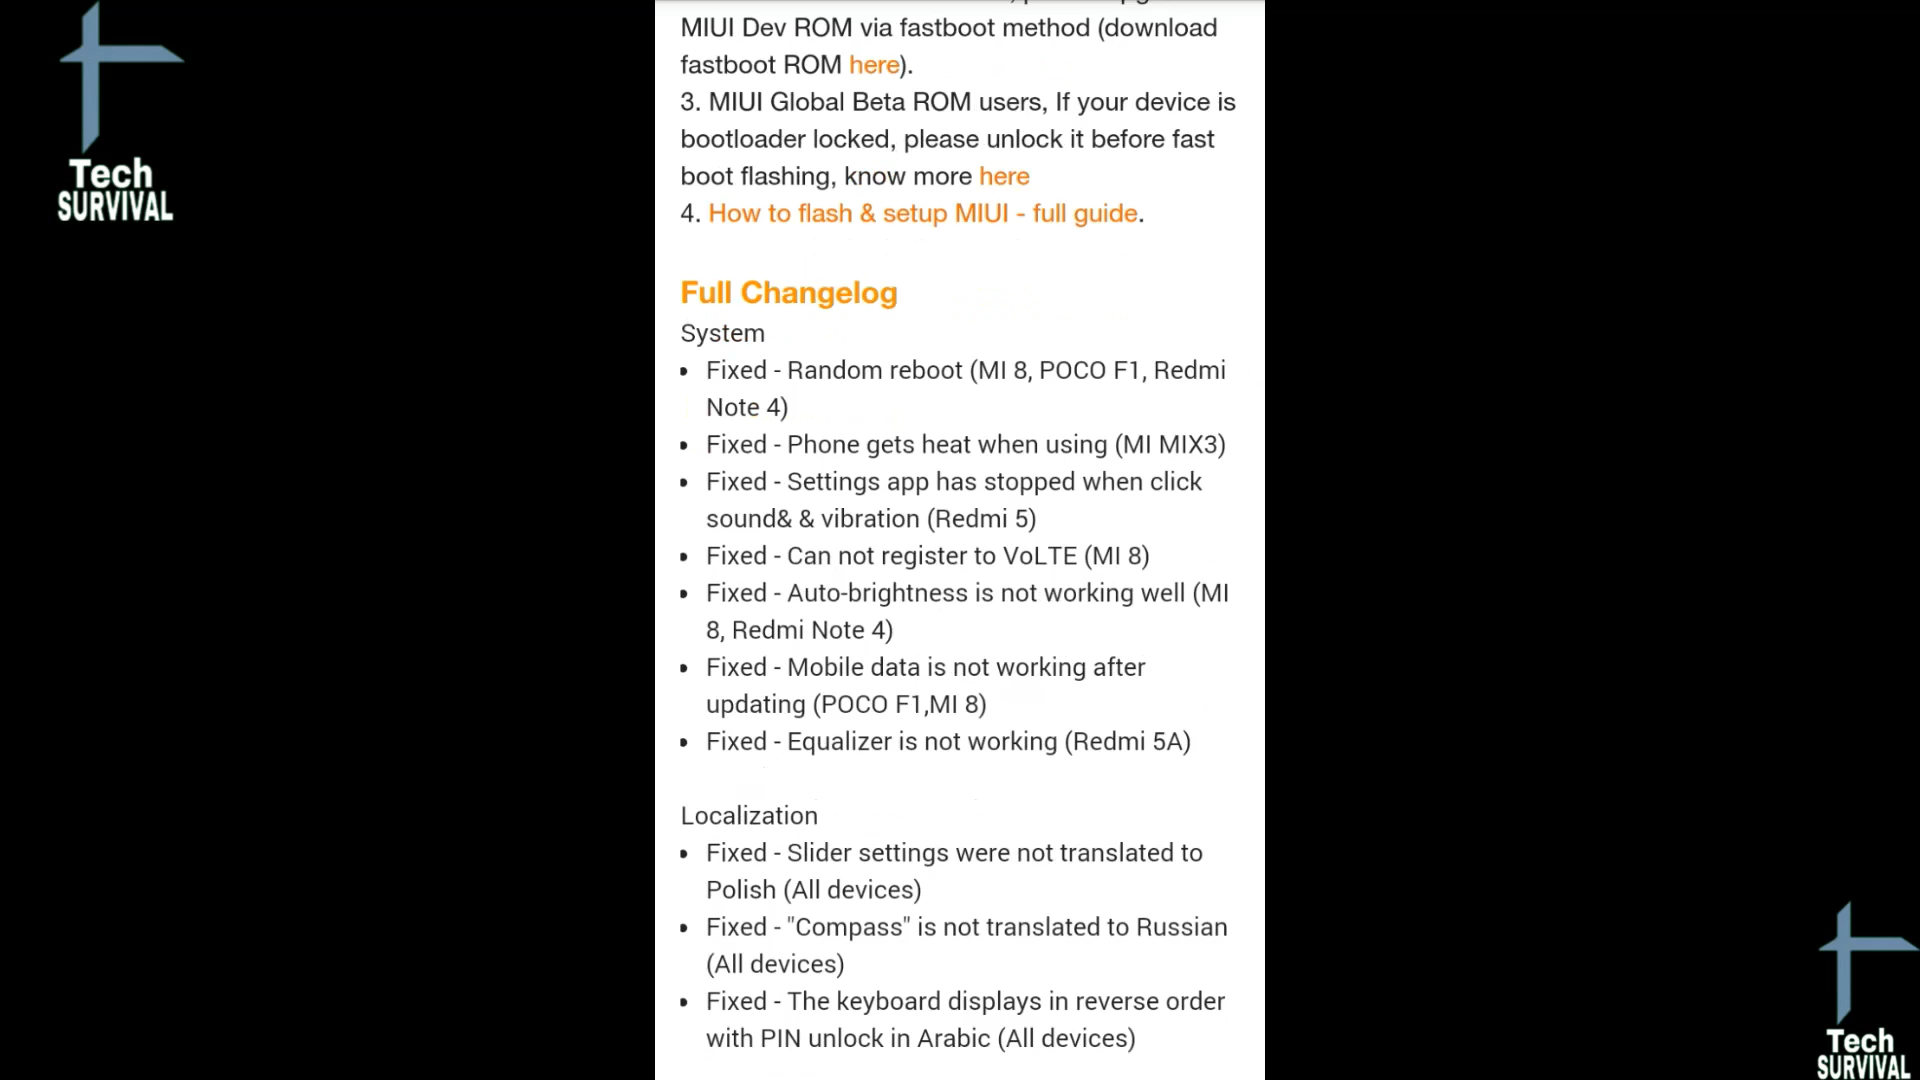 Tech
SURVIVAL
MIUI Dev ROM via fastboot method (download
fastboot ROM here).
3. MIUI Global Beta ROM users, If your device is
bootloader locked, please unlock it before fast
boot flashing, know more here
4. How to flash & setup MIUI - full guide.
Full Changelog
System
• Fixed - Random reboot (MI 8, POCO F1, Redmi
Note 4)
• Fixed - Phone gets heat when using (MI MIX3)
• Fixed - Settings app has stopped when click
sound& & vibration (Redmi 5)
• Fixed - Can not register to VoLTE (MI 8)
• Fixed - Auto-brightness is not working well (MI
8, Redmi Note 4)
• Fixed - Mobile data is not working after
updating (POCO F1,MI 8)
• Fixed - Equalizer is not working (Redmi 5A)
Localization
• Fixed - Slider settings were not translated to
Polish (All devices)
• Fixed - "Compass" is not translated to Russian
(All devices)
• Fixed - The keyboard displays in reverse order
with PIN unlock in Arabic (All devices)
Tech
SURVIVAL